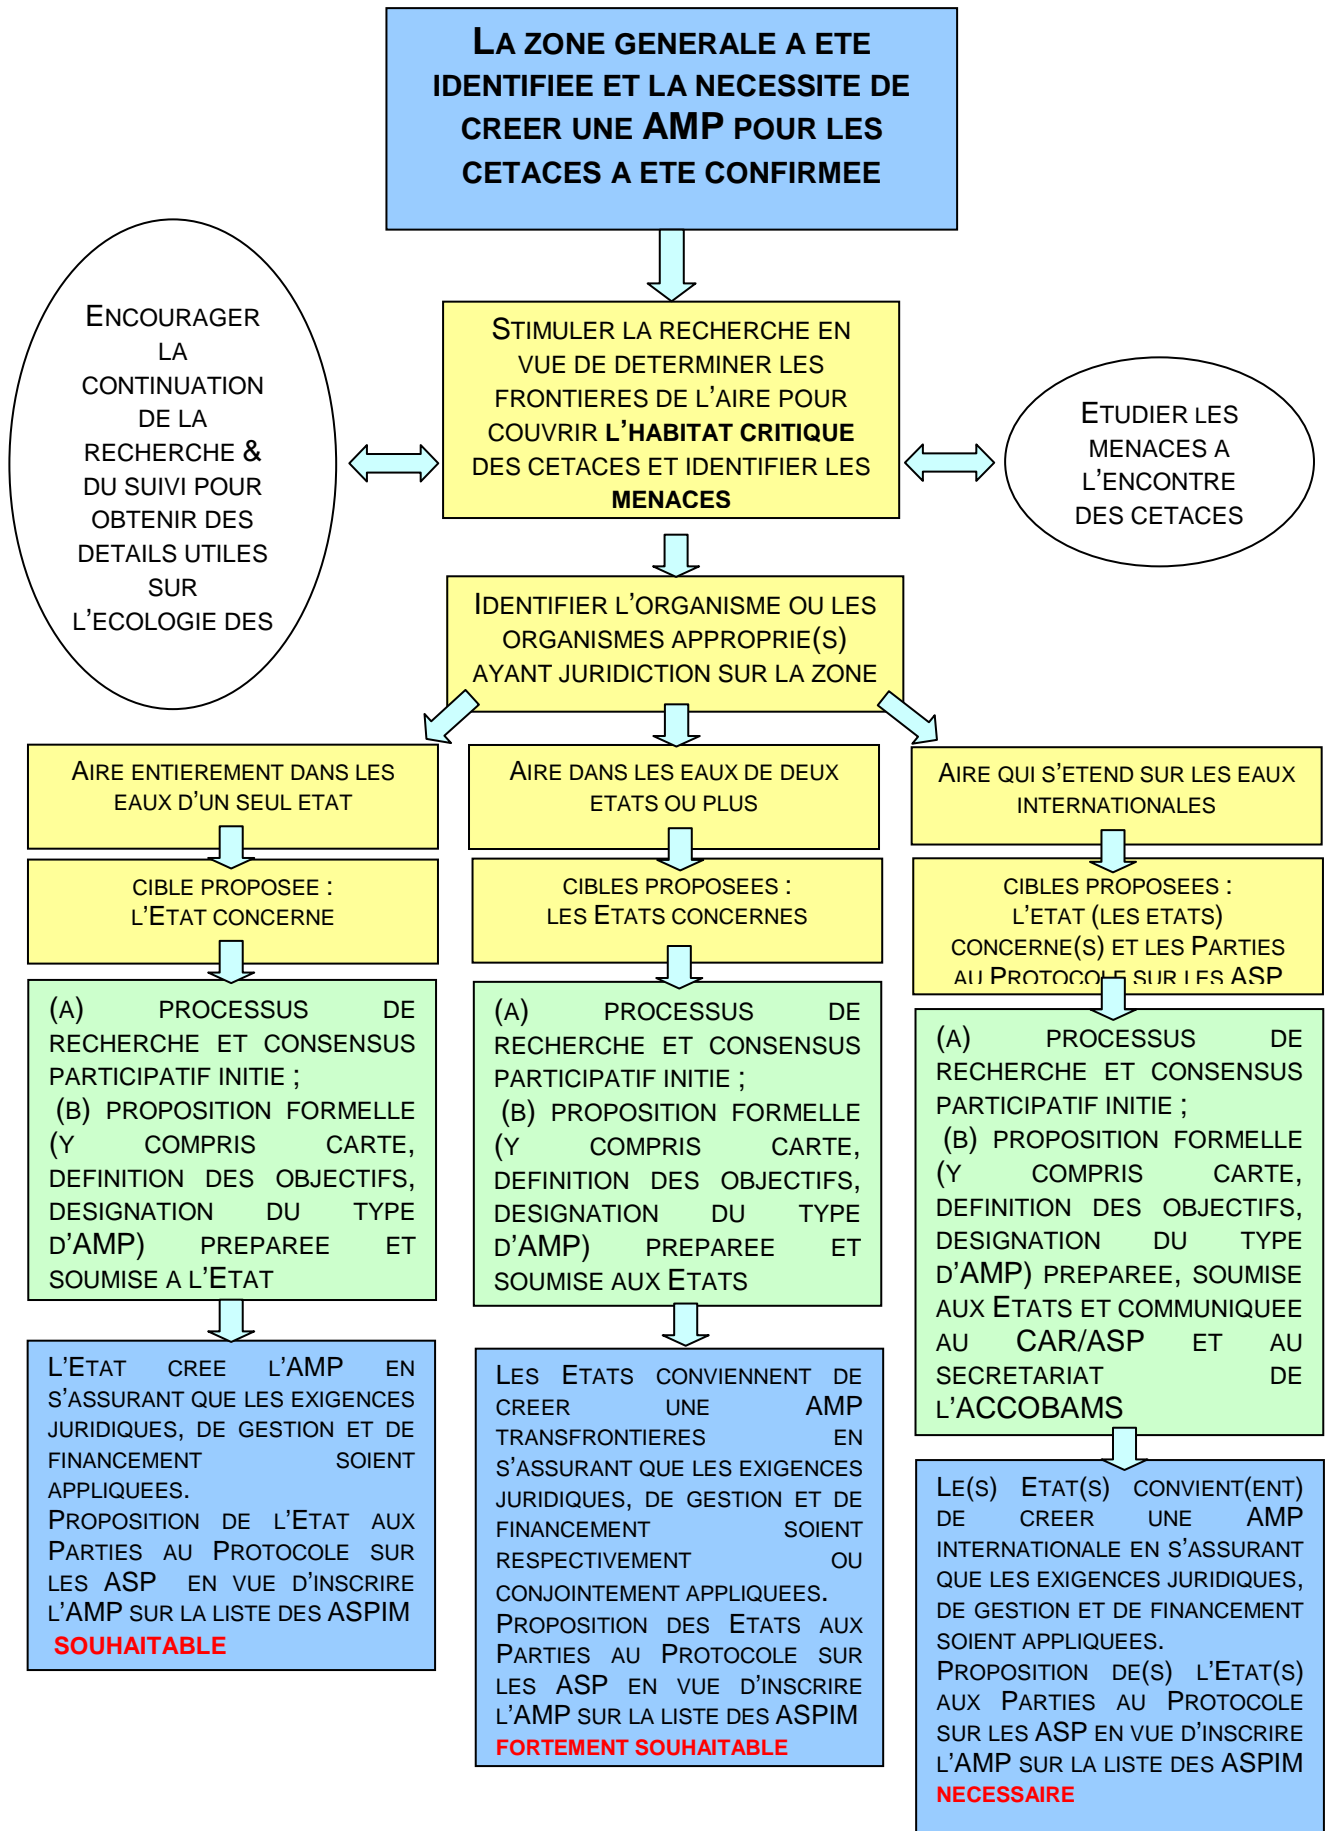 LA ZONE GENERALE A ETE
IDENTIFIEE ET LA NECESSITE DE
CREER UNE AMP POUR LES
CETACES A ETE CONFIRMEE
ENCOURAGER
LA
CONTINUATION
DE LA
RECHERCHE &
DU SUIVI POUR
OBTENIR DES
DETAILS UTILES
SUR
L'ECOLOGIE DES
STIMULER LA RECHERCHE EN
VUE DE DETERMINER LES
FRONTIERES DE L'AIRE POUR
COUVRIR L'HABITAT CRITIQUE
DES CETACES ET IDENTIFIER LES
MENACES
ETUDIER LES
MENACES A
L'ENCONTRE
DES CETACES
IDENTIFIER L'ORGANISME OU LES
ORGANISMES APPROPRIE(S)
AYANT JURIDICTION SUR LA ZONE
AIRE ENTIEREMENT DANS LES
EAUX D'UN SEUL ETAT
CIBLE PROPOSEE :
L'ETAT CONCERNE
(A) PROCESSUS DE
RECHERCHE ET CONSENSUS
PARTICIPATIF INITIE ;
(B) PROPOSITION FORMELLE
(Y COMPRIS CARTE,
DEFINITION DES OBJECTIFS,
DESIGNATION DU TYPE
D'AMP) PREPAREE ET
SOUMISE A L'ETAT
L'ETAT CREE L'AMP EN
S'ASSURANT QUE LES EXIGENCES
JURIDIQUES, DE GESTION ET DE
FINANCEMENT SOIENT
APPLIQUEES.
PROPOSITION DE L'ETAT AUX
PARTIES AU PROTOCOLE SUR
LES ASP EN VUE D'INSCRIRE
L'AMP SUR LA LISTE DES ASPIM
SOUHAITABLE
AIRE DANS LES EAUX DE DEUX
ETATS OU PLUS
CIBLES PROPOSEES :
LES ETATS CONCERNES
(A) PROCESSUS DE
RECHERCHE ET CONSENSUS
PARTICIPATIF INITIE ;
(B) PROPOSITION FORMELLE
(Y COMPRIS CARTE,
DEFINITION DES OBJECTIFS,
DESIGNATION DU TYPE
D'AMP) PREPAREE ET
SOUMISE AUX ETATS
LES ETATS CONVIENNENT DE
CREER UNE AMP
TRANSFRONTIERES EN
S'ASSURANT QUE LES EXIGENCES
JURIDIQUES, DE GESTION ET DE
FINANCEMENT SOIENT
RESPECTIVEMENT OU
CONJOINTEMENT APPLIQUEES.
PROPOSITION DES ETATS AUX
PARTIES AU PROTOCOLE SUR
LES ASP EN VUE D'INSCRIRE
L'AMP SUR LA LISTE DES ASPIM
FORTEMENT SOUHAITABLE
AIRE QUI S'ETEND SUR LES EAUX
INTERNATIONALES
CIBLES PROPOSEES :
L'ETAT (LES ETATS)
CONCERNE(S) ET LES PARTIES
AU PROTOCOLE SUR LES ASP
(A) PROCESSUS DE
RECHERCHE ET CONSENSUS
PARTICIPATIF INITIE ;
(B) PROPOSITION FORMELLE
(Y COMPRIS CARTE,
DEFINITION DES OBJECTIFS,
DESIGNATION DU TYPE
D'AMP) PREPAREE, SOUMISE
AUX ETATS ET COMMUNIQUEE
AU CAR/ASP ET AU
SECRETARIAT DE
L'ACCOBAMS
LE(S) ETAT(S) CONVIENT(ENT)
DE CREER UNE AMP
INTERNATIONALE EN S'ASSURANT
QUE LES EXIGENCES JURIDIQUES,
DE GESTION ET DE FINANCEMENT
SOIENT APPLIQUEES.
PROPOSITION DE(S) L'ETAT(S)
AUX PARTIES AU PROTOCOLE
SUR LES ASP EN VUE D'INSCRIRE
L'AMP SUR LA LISTE DES ASPIM
NECESSAIRE